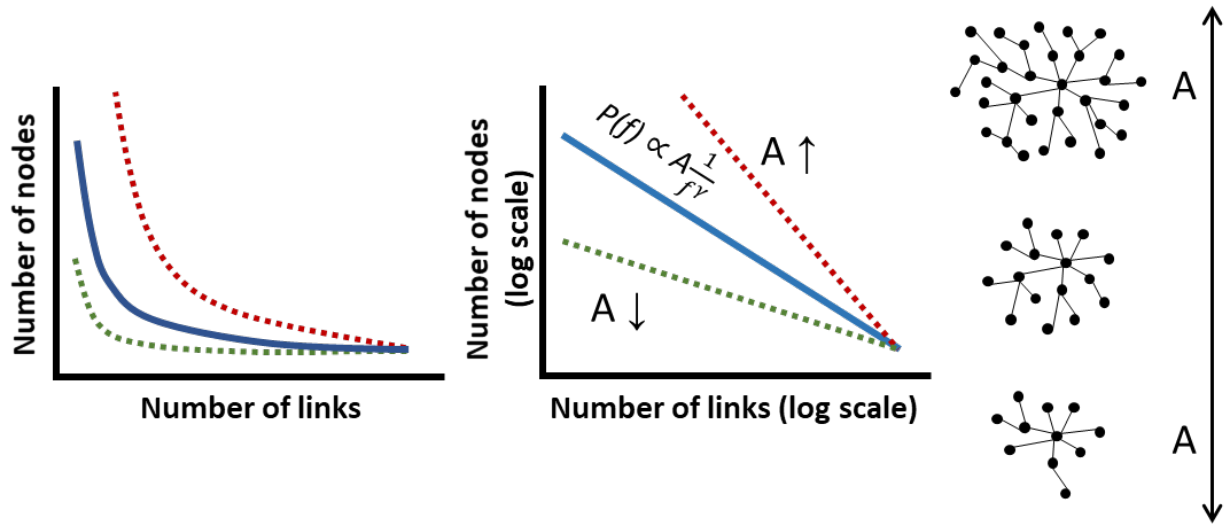 Number of nodes
Number of links
Number of nodes
(log scale)
P(f) ∝ A 1/f^γ
A ↑
A ↓
Number of links (log scale)
A
A